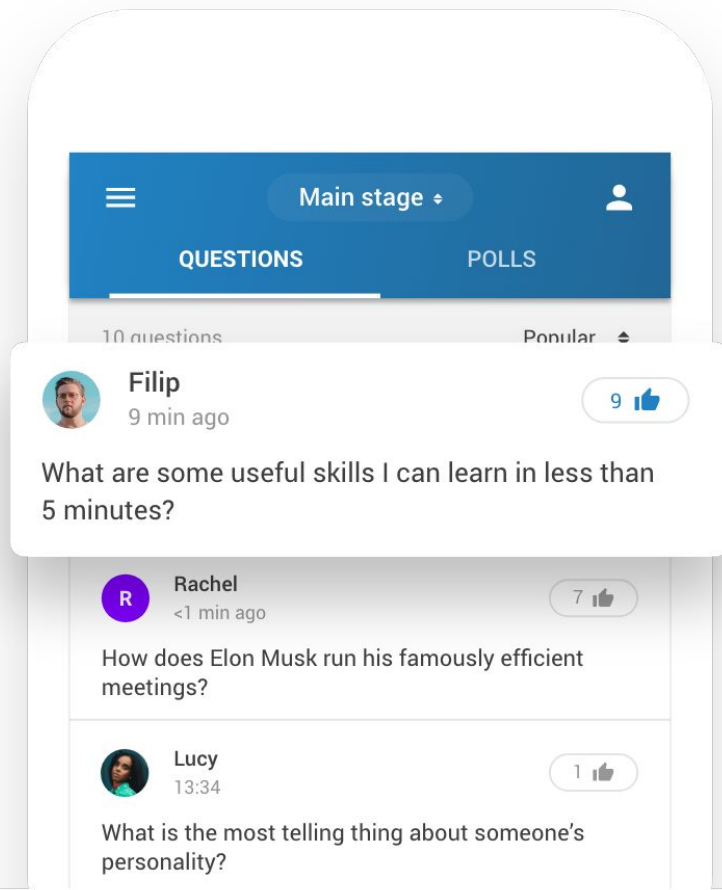 Main stage
QUESTIONS POLLS
10 questions Popular
Filip
9 min ago
9
What are some useful skills I can learn in less than
5 minutes?
R
Rachel
<1 min ago
7
How does Elon Musk run his famously efficient
meetings?
Lucy
13:34
1
What is the most telling thing about someone's
personality?